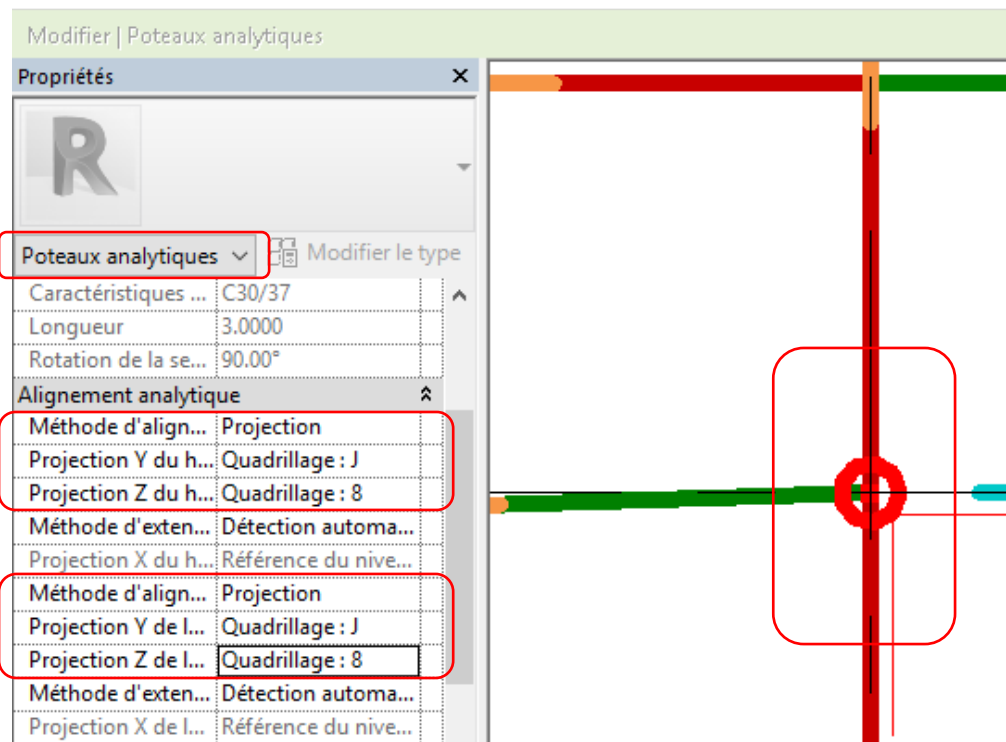 Modifier | Poteaux analytiques
Propriétés
R
Poteaux analytiques Modifier le type
Caractéristiques ... C30/37
Longueur 3.0000
Rotation de la se... 90.00°
Alignement analytique
Méthode d'align... Projection
Projection Y du h... Quadrillage : J
Projection Z du h... Quadrillage : 8
Méthode d'exten... Détection automa...
Projection X du h... Référence du nive...
Méthode d'align... Projection
Projection Y de l... Quadrillage : J
Projection Z de l... Quadrillage : 8
Méthode d'exten... Détection automa...
Projection X de l... Référence du nive...